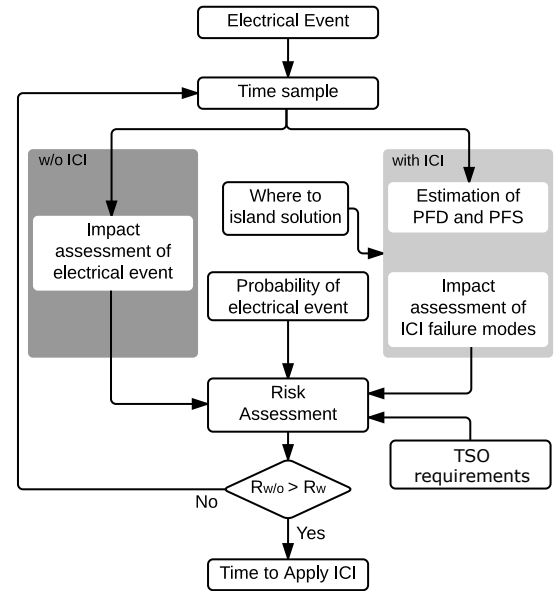 Electrical Event
Time sample
w/o ICI
with ICI
Where to
island solution
Estimation of
PFD and PFS
Impact
assessment of
electrical event
Probability of
electrical event
Impact
assessment of
ICI failure modes
Risk
Assessment
TSO
requirements
Rw/o > Rw
No
Yes
Time to Apply ICI